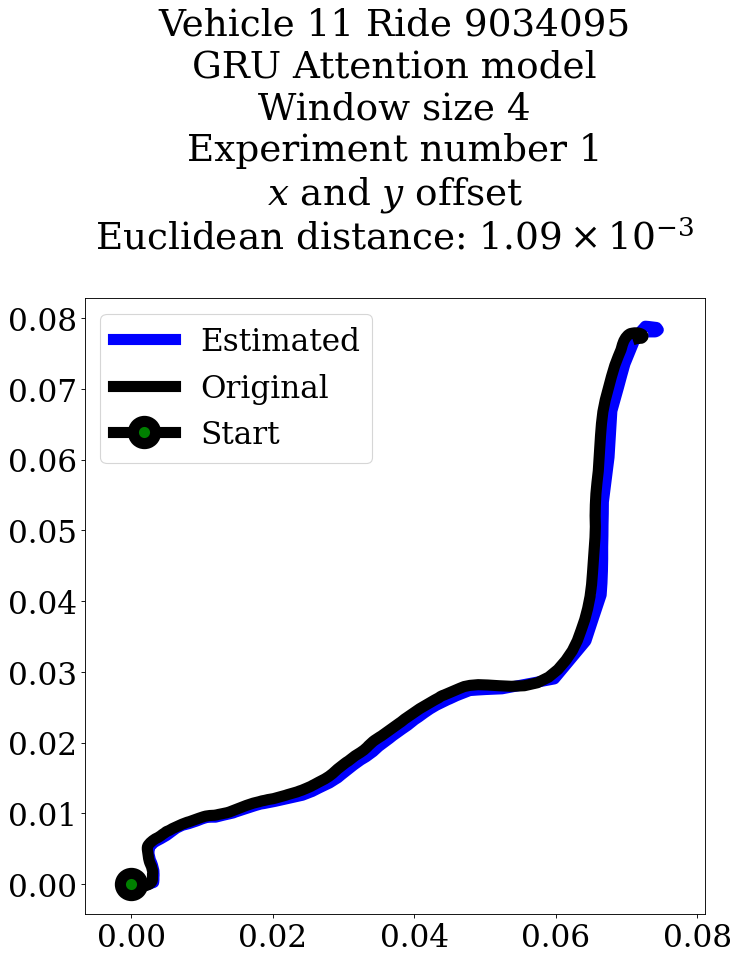 Vehicle 11 Ride 9034095
GRU Attention model
Window size 4
Experiment number 1
x and y offset
Euclidean distance: 1.09 × 10⁻³
Estimated
Original
Start
0.08
0.07
0.06
0.05
0.04
0.03
0.02
0.01
0.00
0.00 0.02 0.04 0.06 0.08